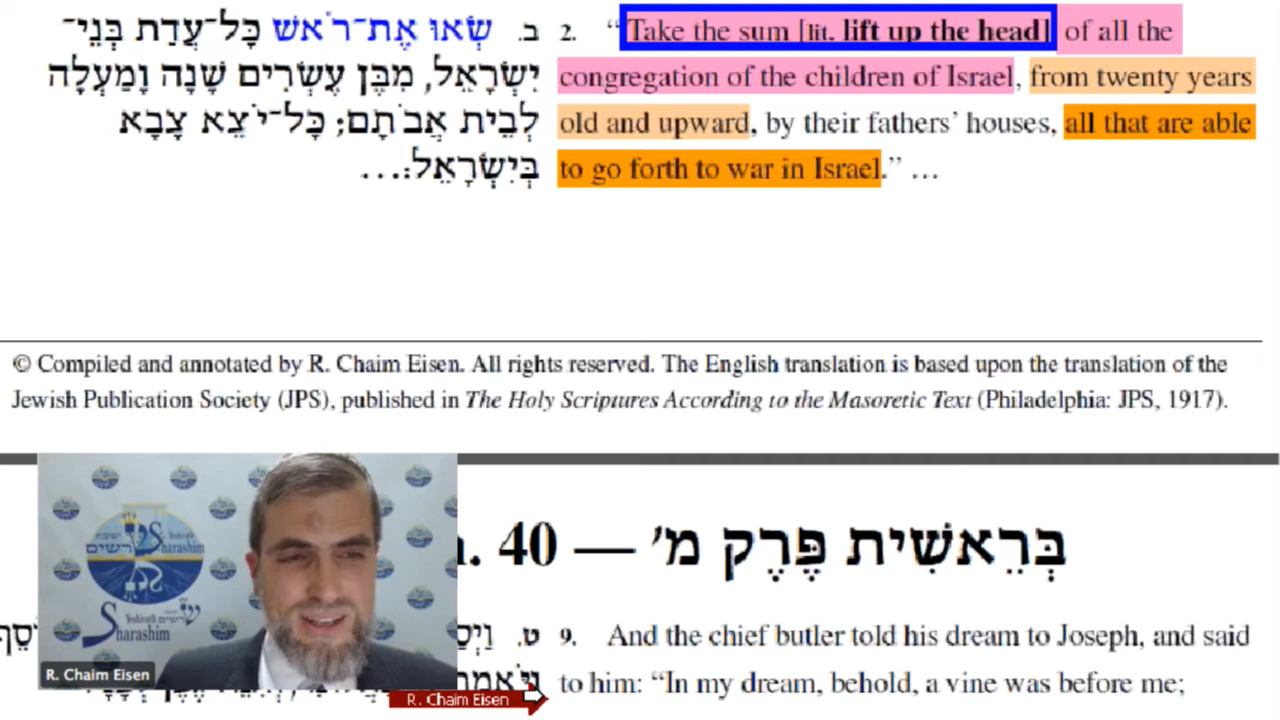 ב. שְׂאוּ אֶת־רֹאשׁ כָּל־עֲדַת בְּנֵי־
יִשְׂרָאֵל, מִבֶּן עֶשְׂרִים שָׁנָה וָמַעְלָה
לְבֵית אֲבֹתָם; כָּל־יֹצֵא צָבָא
בְּיִשְׂרָאֵל:...
2. “Take the sum [lit. lift up the head] of all the
congregation of the children of Israel, from twenty years
old and upward, by their fathers’ houses, all that are able
to go forth to war in Israel.” ...
© Compiled and annotated by R. Chaim Eisen. All rights reserved. The English translation is based upon the translation of the
Jewish Publication Society (JPS), published in The Holy Scriptures According to the Masoretic Text (Philadelphia: JPS, 1917).
40 — בְּרֵאשִׁית פֶּרֶק מ׳
ט.
9. And the chief butler told his dream to Joseph, and said
to him: “In my dream, behold, a vine was before me;
ישיבת
שרשים
Yeshivath
Sharashim
Yeshivath
Sharashim
R. Chaim Eisen
R. Chaim Eisen